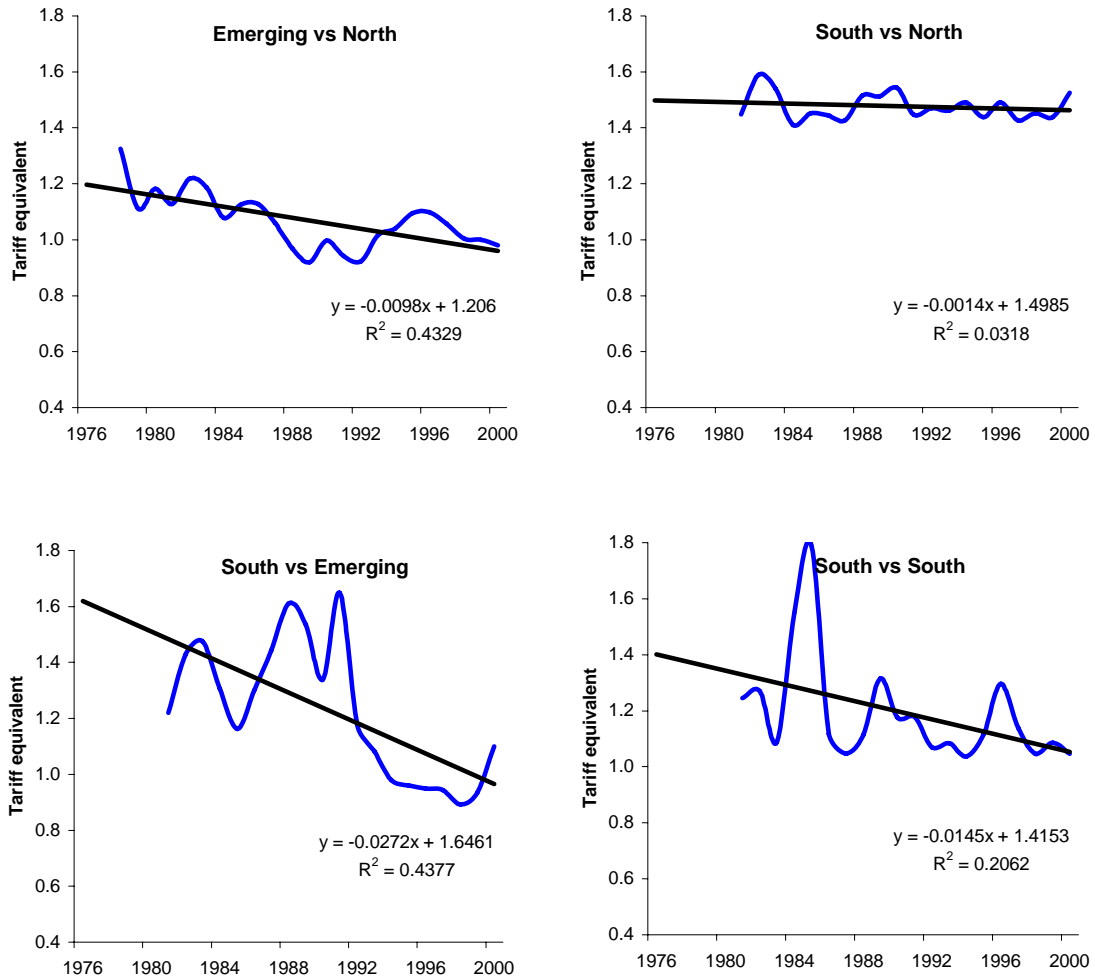 Emerging vs North
Tariff equivalent
1.8
1.6
1.4
1.2
1.0
0.8
0.6
0.4
y = -0.0098x + 1.206
R² = 0.4329
1976 1980 1984 1988 1992 1996 2000
South vs North
Tariff equivalent
1.8
1.6
1.4
1.2
1.0
0.8
0.6
0.4
y = -0.0014x + 1.4985
R² = 0.0318
1976 1980 1984 1988 1992 1996 2000
South vs Emerging
Tariff equivalent
1.8
1.6
1.4
1.2
1.0
0.8
0.6
0.4
y = -0.0272x + 1.6461
R² = 0.4377
1976 1980 1984 1988 1992 1996 2000
South vs South
Tariff equivalent
1.8
1.6
1.4
1.2
1.0
0.8
0.6
0.4
y = -0.0145x + 1.4153
R² = 0.2062
1976 1980 1984 1988 1992 1996 2000